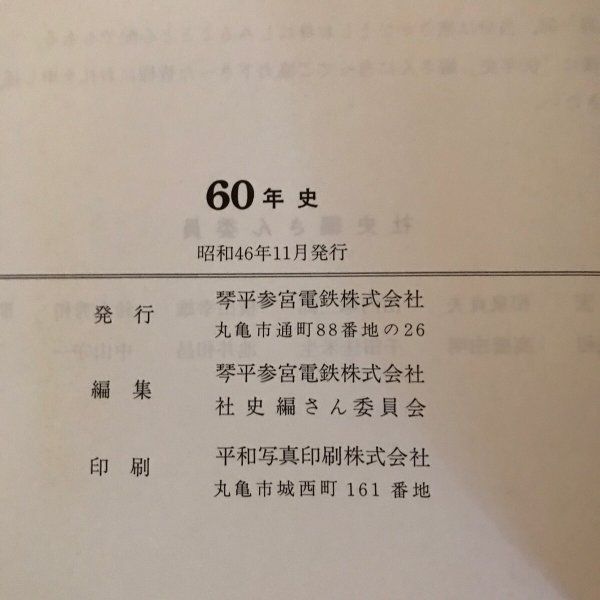 60年史
昭和46年11月発行
発行 琴平参宮電鉄株式会社
丸亀市通町88番地の26
編集 琴平参宮電鉄株式会社
社史編さん委員会
印刷 平和写真印刷株式会社
丸亀市城西町 161 番地